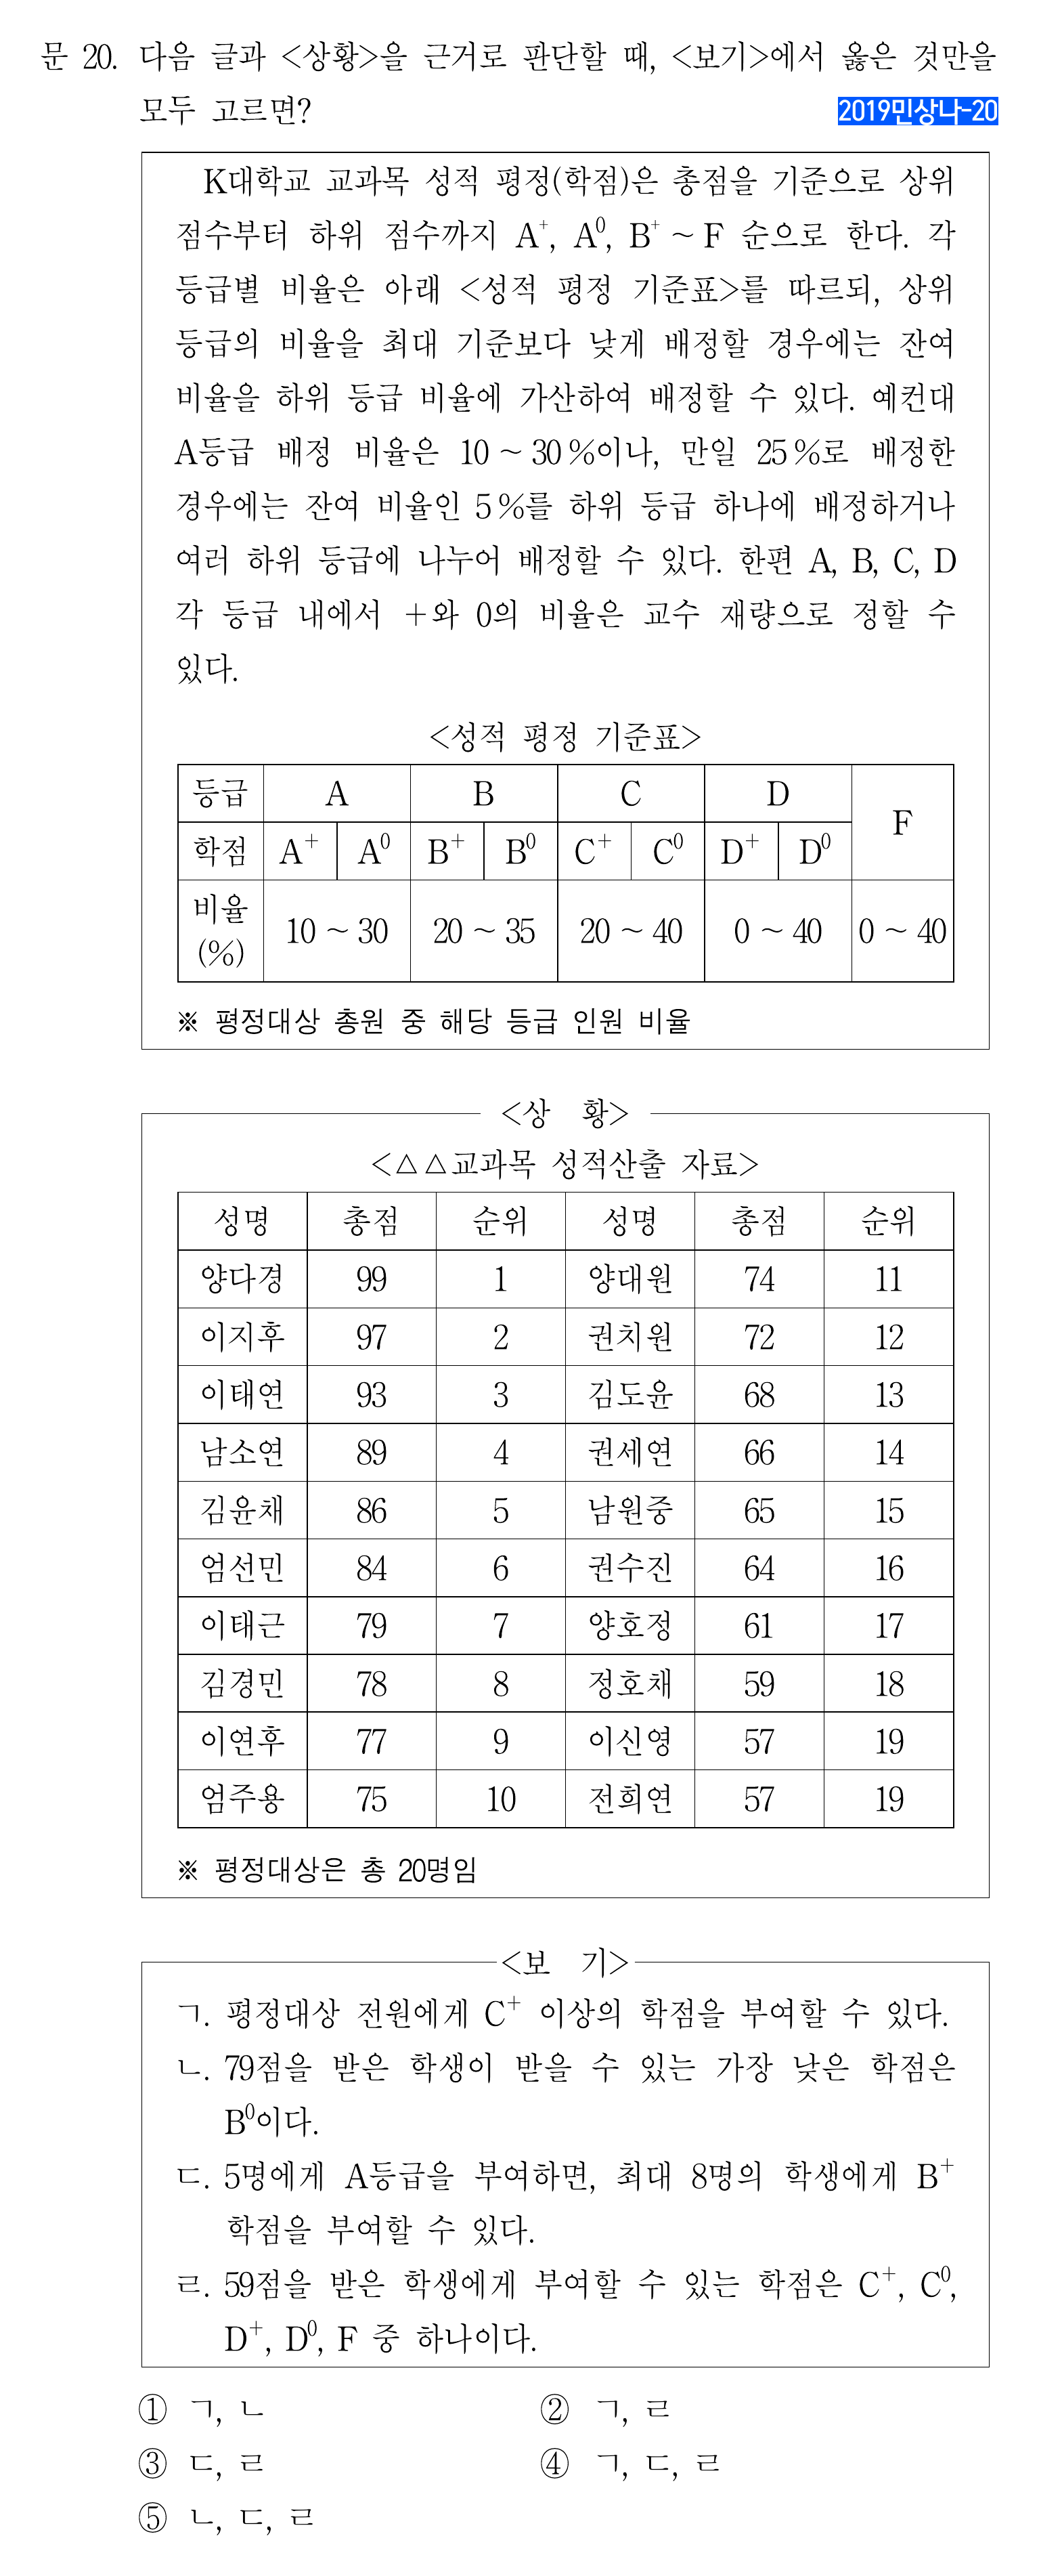 문 20. 다음 글과 <상황>을 근거로 판단할 때, <보기>에서 옳은 것만을
모두 고르면?
2019민상나-20
K대학교 교과목 성적 평정(학점)은 총점을 기준으로 상위
점수부터 하위 점수까지 A⁺, A⁰, B⁺ ~ F 순으로 한다. 각
등급별 비율은 아래 <성적 평정 기준표>를 따르되, 상위
등급의 비율을 최대 기준보다 낮게 배정할 경우에는 잔여
비율을 하위 등급 비율에 가산하여 배정할 수 있다. 예컨대
A등급 배정 비율은 10 ~ 30 %이나, 만일 25 %로 배정한
경우에는 잔여 비율인 5 %를 하위 등급 하나에 배정하거나
여러 하위 등급에 나누어 배정할 수 있다. 한편 A, B, C, D
각 등급 내에서 +와 0의 비율은 교수 재량으로 정할 수
있다.
<성적 평정 기준표>
등급 A B C D F
학점 A⁺ A⁰ B⁺ B⁰ C⁺ C⁰ D⁺ D⁰
비율(%) 10 ~ 30 20 ~ 35 20 ~ 40 0 ~ 40 0 ~ 40
※ 평정대상 총원 중 해당 등급 인원 비율
<상 황>
<△△교과목 성적산출 자료>
성명 총점 순위 성명 총점 순위
양다경 99 1 양대원 74 11
이지후 97 2 권치원 72 12
이태연 93 3 김도윤 68 13
남소연 89 4 권세연 66 14
김윤채 86 5 남원중 65 15
엄선민 84 6 권수진 64 16
이태근 79 7 양호정 61 17
김경민 78 8 정호채 59 18
이연후 77 9 이신영 57 19
엄주용 75 10 전희연 57 19
※ 평정대상은 총 20명임
<보 기>
ㄱ. 평정대상 전원에게 C⁺ 이상의 학점을 부여할 수 있다.
ㄴ. 79점을 받은 학생이 받을 수 있는 가장 낮은 학점은
B⁰이다.
ㄷ. 5명에게 A등급을 부여하면, 최대 8명의 학생에게 B⁺
학점을 부여할 수 있다.
ㄹ. 59점을 받은 학생에게 부여할 수 있는 학점은 C⁺, C⁰,
D⁺, D⁰, F 중 하나이다.
① ㄱ, ㄴ ② ㄱ, ㄹ
③ ㄷ, ㄹ ④ ㄱ, ㄷ, ㄹ
⑤ ㄴ, ㄷ, ㄹ